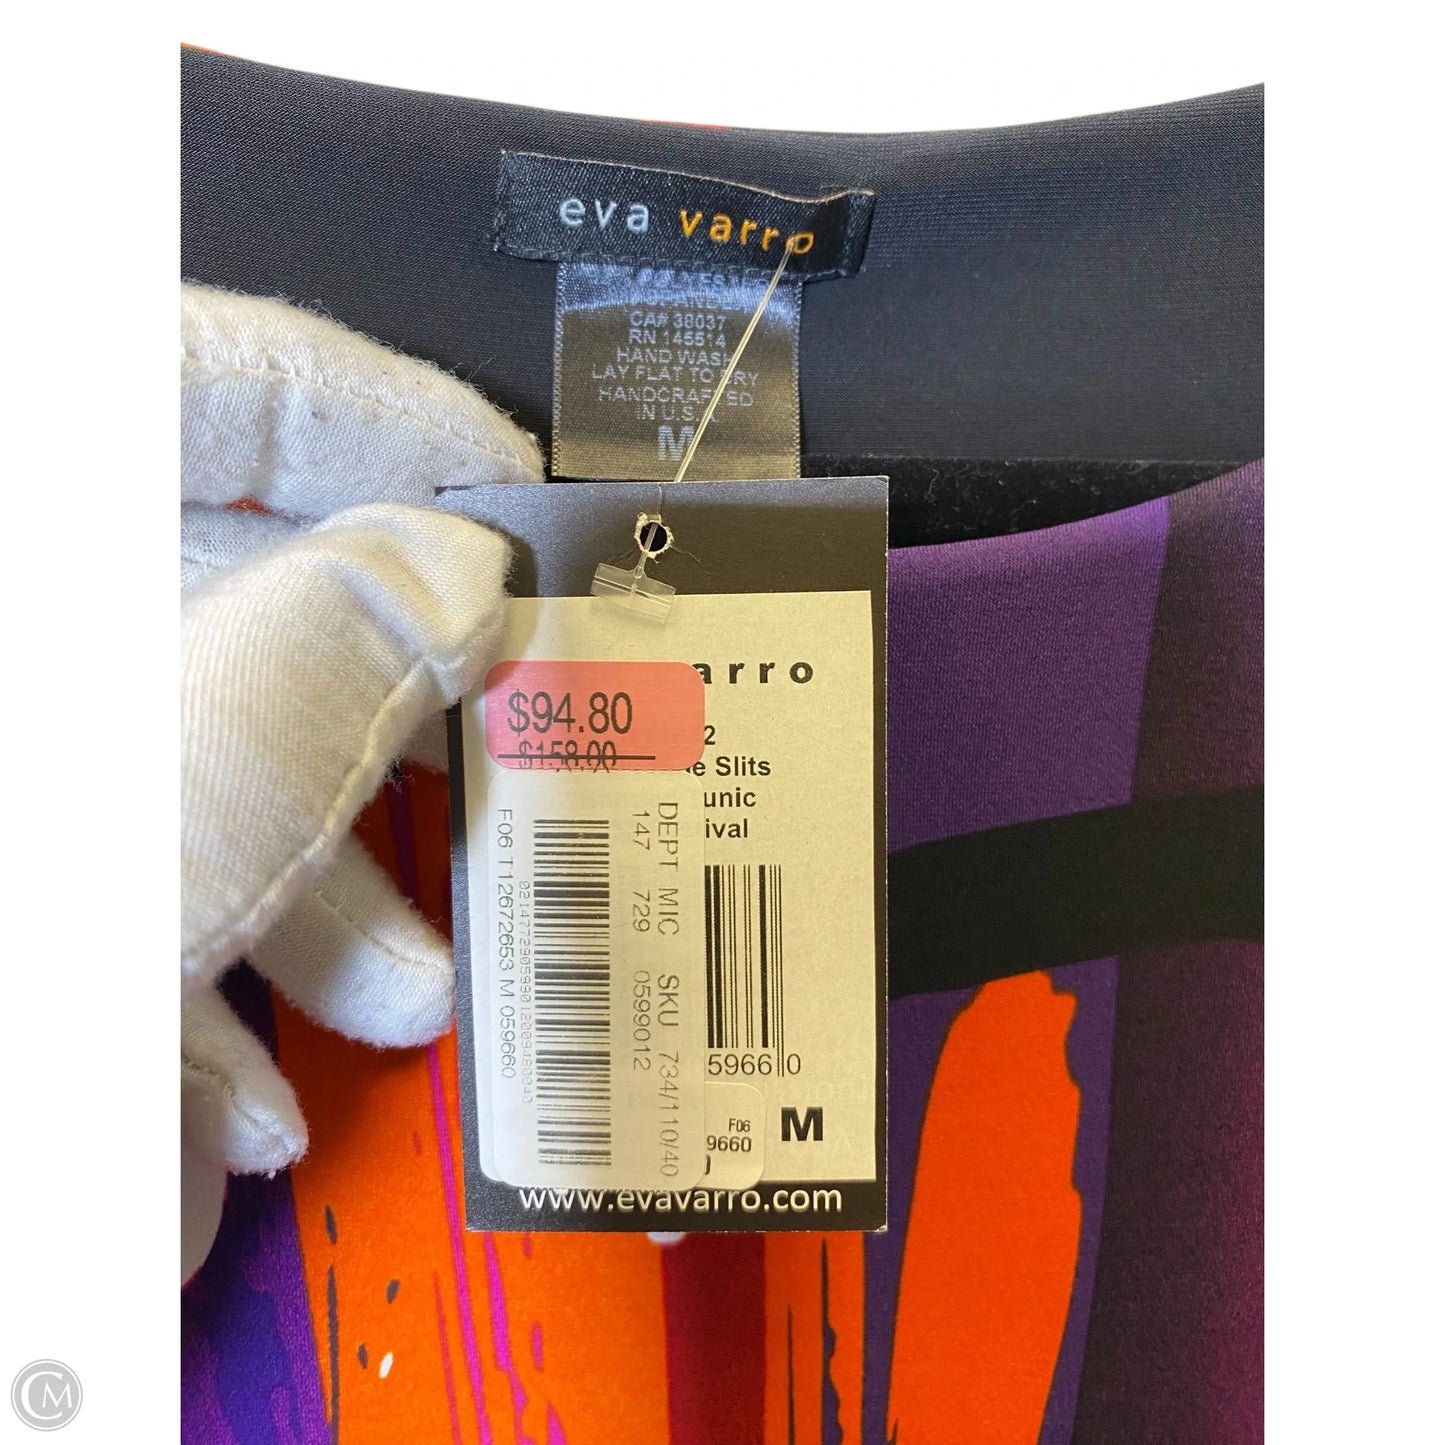 eva varro
CA# 38037
RN 146514
HAND WASH
LAY FLAT TO DRY
HANDCRAFTED
IN U.S.A.
M
arro
$94.80
$158.00
2
e Slits
unic
ival
DEPT MIC SKU 734/110/40
147 729 0599012
F06 T12672653 M 059660
5966 0
F06
9660
M
www.evavarro.com
CM